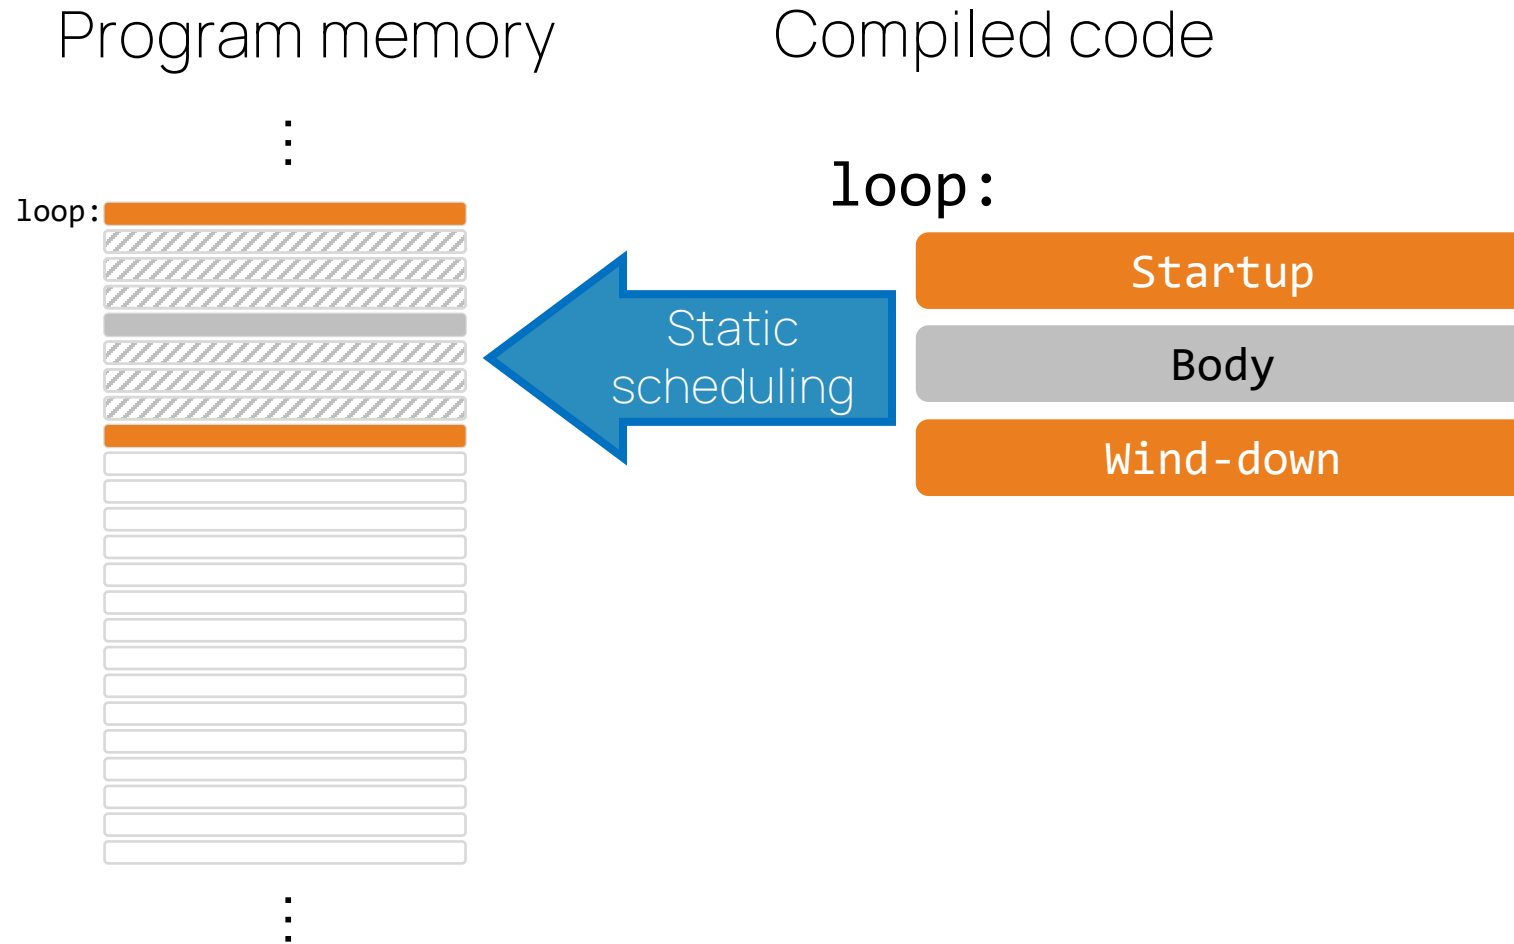 Program memory
Compiled code
⋮
loop:
loop:
Startup
Static
scheduling
Body
Wind-down
⋮